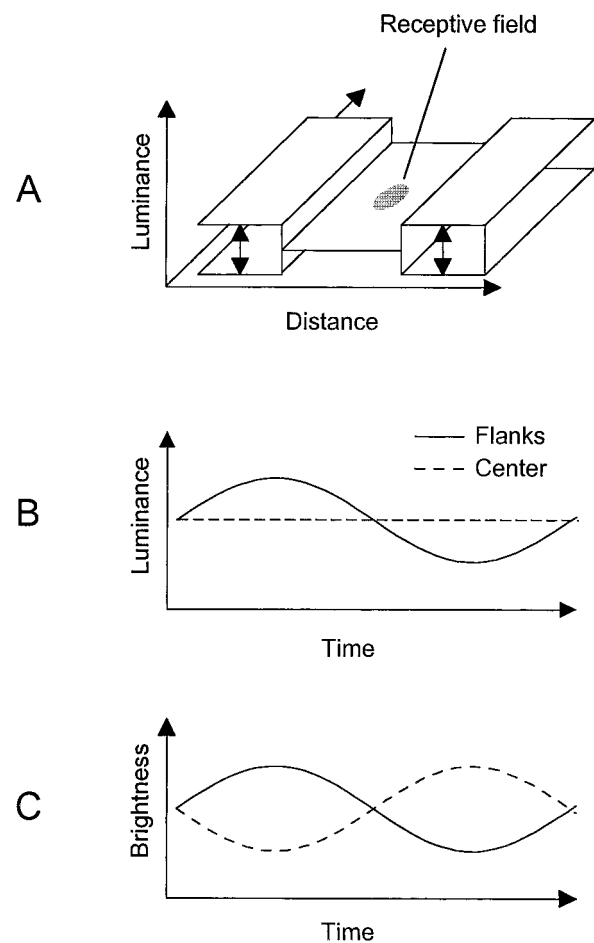 Receptive field
A
Luminance
Distance
Flanks
Center
B
Luminance
Time
C
Brightness
Time